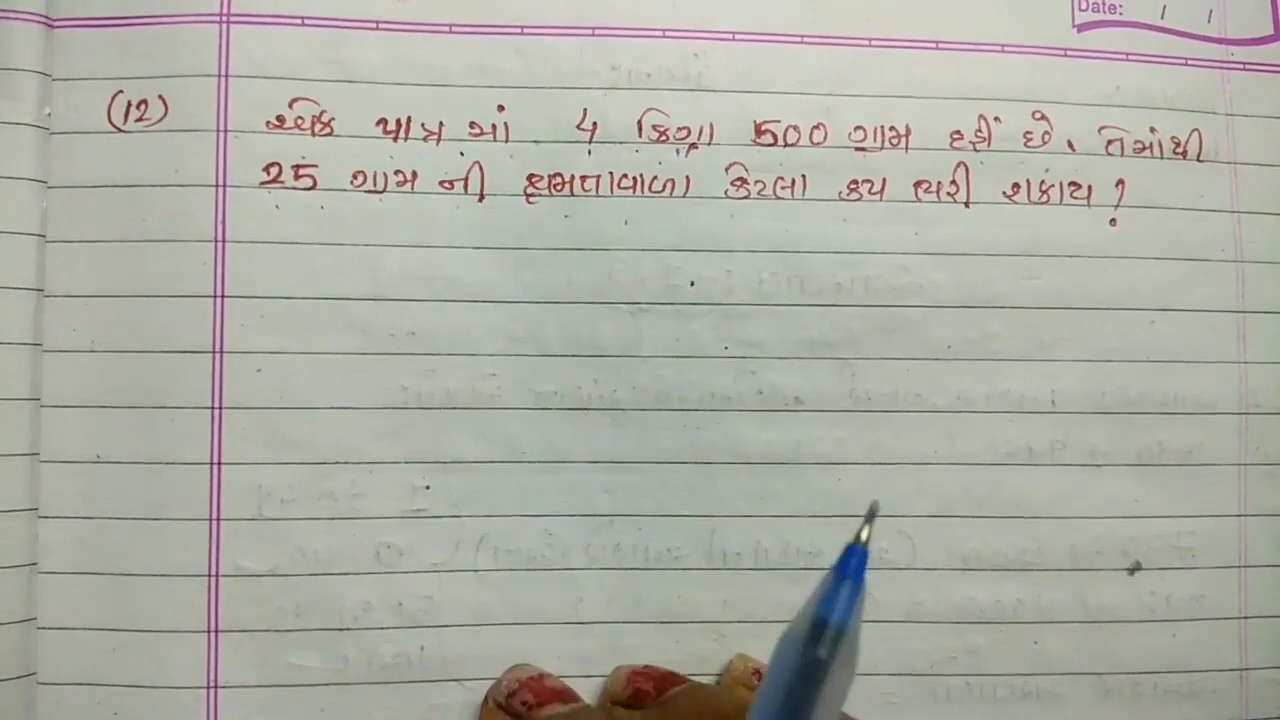 Date: / /
(12) એક પાત્ર માં 4 કિગ્રા 500 ગ્રામ દહીં છે. તેમાંથી
25 ગ્રામ ની ક્ષમતાવાળા કેટલા કપ ભરી શકાય ?